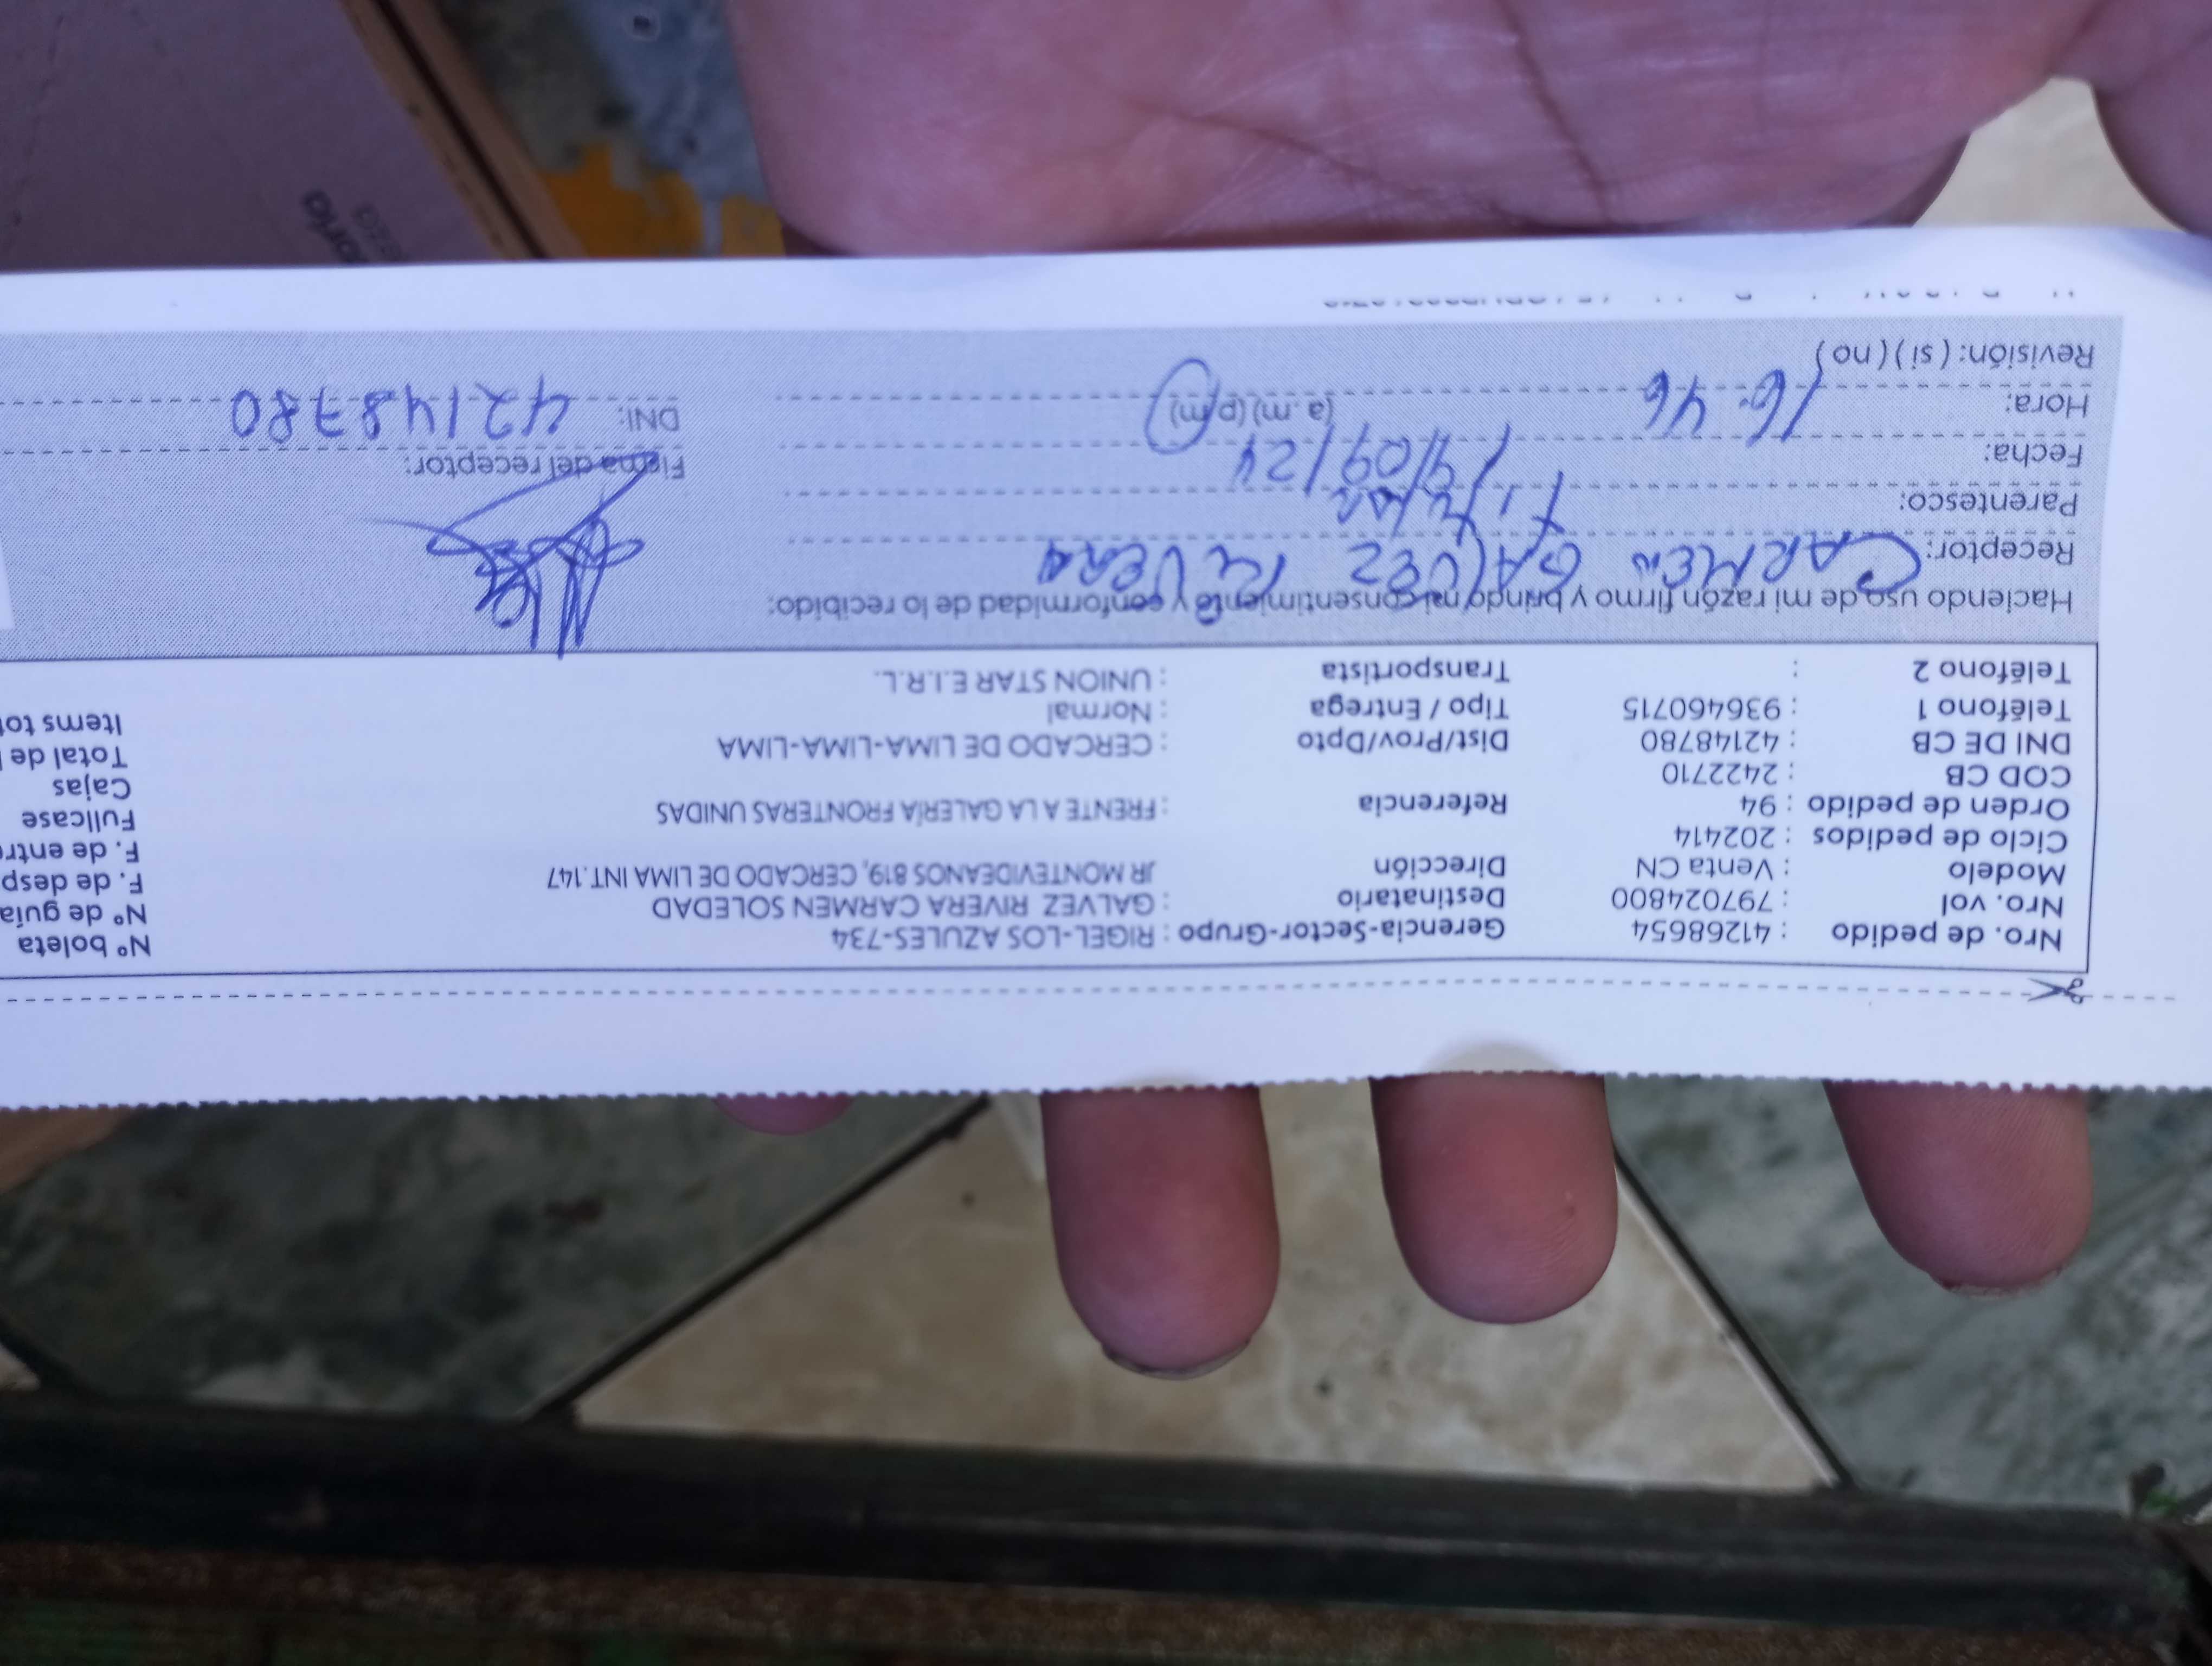 Nro. de pedido : 41268654 Gerencia-Sector-Grupo : RIGEL-LOS AZULES-734 N° boleta
Nro. vol : 797024800 Destinatario : GALVEZ RIVERA CARMEN SOLEDAD N° de guía
Modelo : Venta CN Dirección JR MONTEVIDEANOS 819, CERCADO DE LIMA INT.147 F. de desp
Ciclo de pedidos : 202414 F. de entre
Orden de pedido : 94 Referencia : FRENTE A LA GALERÍA FRONTERAS UNIDAS Fullcase
COD CB : 2422710 Cajas
DNI DE CB : 42148780 Dist/Prov/Dpto : CERCADO DE LIMA-LIMA-LIMA Total de
Teléfono 1 : 936460715 Tipo / Entrega : Normal Items tot
Teléfono 2 : Transportista : UNION STAR E.I.R.L.
Haciendo uso de mi razón firmo y brindo mi consentimiento y conformidad de lo recibido:
Receptor: CARMEN GALVEZ RIVERA
Parentesco: Titular
Fecha: 19/09/24 Firma del receptor:
Hora: 16:46 (a.m) (p.m) DNI: 42148780
Revisión: ( si ) ( no )